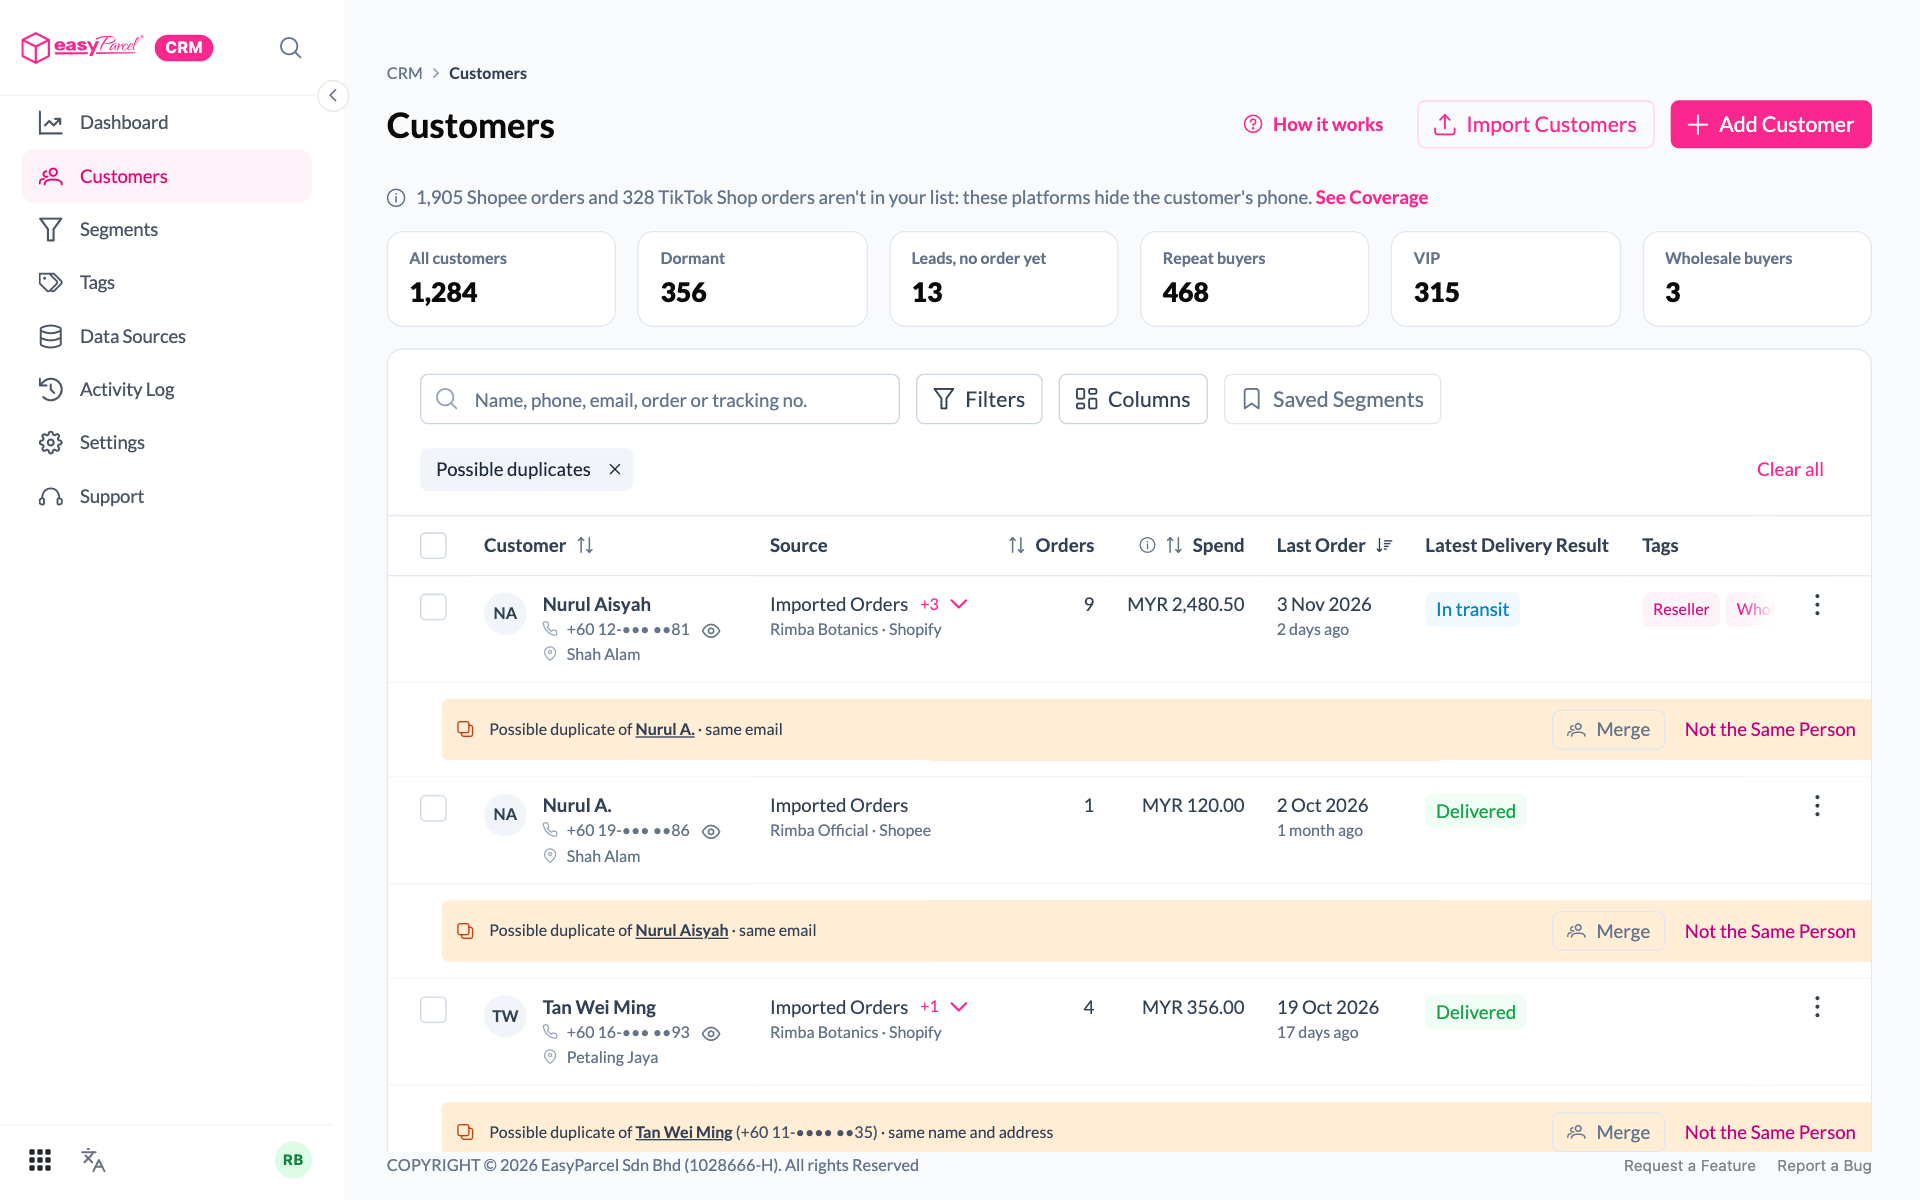 easyParcel CRM
Dashboard
Customers
Segments
Tags
Data Sources
Activity Log
Settings
Support
RB
CRM > Customers
Customers
How it works
Import Customers
Add Customer
1,905 Shopee orders and 328 TikTok Shop orders aren't in your list: these platforms hide the customer's phone. See Coverage
All customers
1,284
Dormant
356
Leads, no order yet
13
Repeat buyers
468
VIP
315
Wholesale buyers
3
Name, phone, email, order or tracking no.
Filters
Columns
Saved Segments
Possible duplicates
Clear all
Customer Source Orders Spend Last Order Latest Delivery Result Tags
NA Nurul Aisyah Imported Orders +3 9 MYR 2,480.50 3 Nov 2026 In transit Reseller
+60 12-••• ••81 Rimba Botanics · Shopify 2 days ago
Shah Alam
Possible duplicate of Nurul A. · same email Merge Not the Same Person
NA Nurul A. Imported Orders 1 MYR 120.00 2 Oct 2026 Delivered
+60 19-••• ••86 Rimba Official · Shopee 1 month ago
Shah Alam
Possible duplicate of Nurul Aisyah · same email Merge Not the Same Person
TW Tan Wei Ming Imported Orders +1 4 MYR 356.00 19 Oct 2026 Delivered
+60 16-••• ••93 Rimba Botanics · Shopify 17 days ago
Petaling Jaya
Possible duplicate of Tan Wei Ming (+60 11-•••• ••35) · same name and address Merge Not the Same Person
COPYRIGHT © 2026 EasyParcel Sdn Bhd (1028666-H). All rights Reserved
Request a Feature Report a Bug